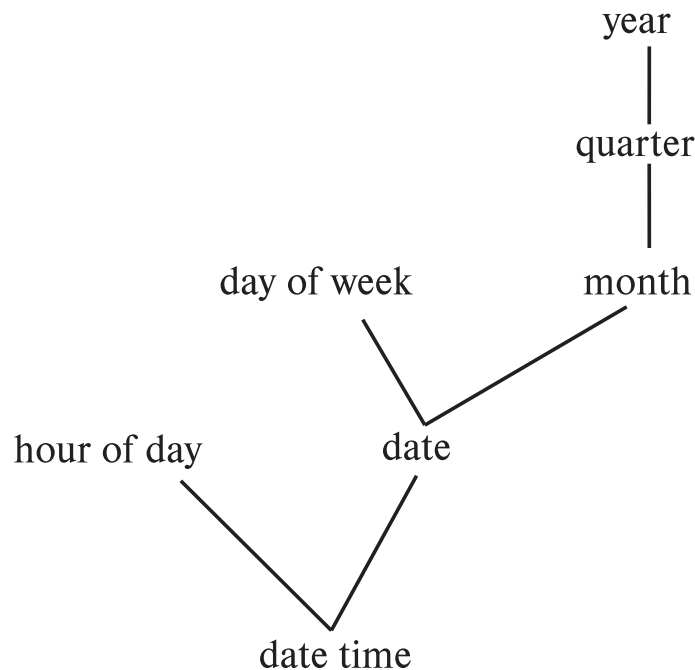 year
quarter
day of week
month
hour of day
date
date time